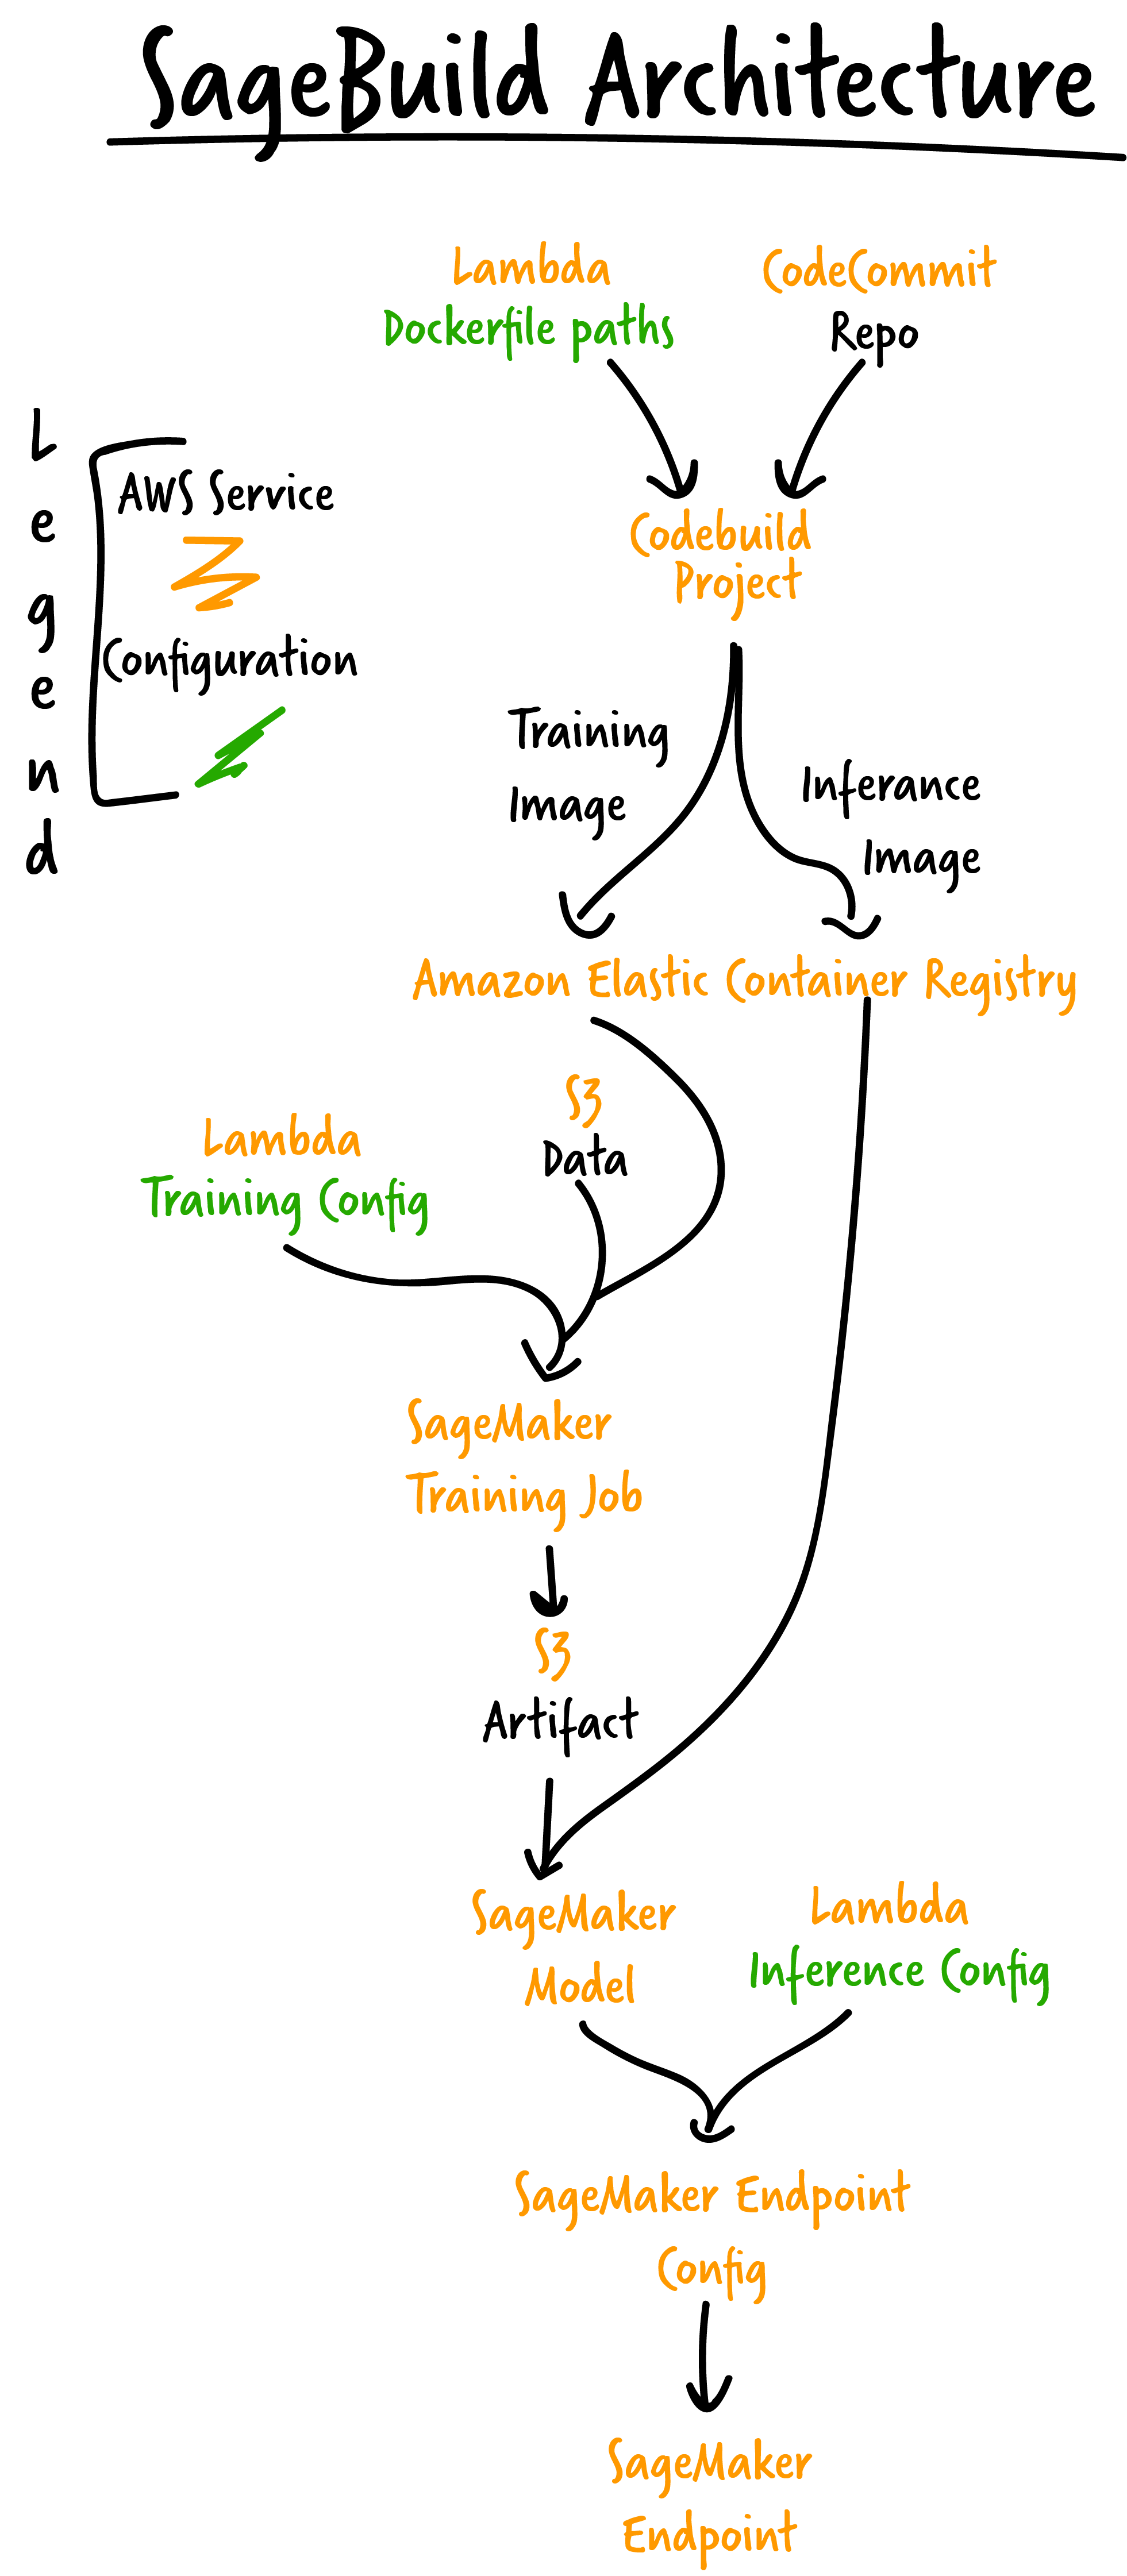 SageBuild Architecture
Lambda
Dockerfile paths
CodeCommit
Repo
Legend
AWS Service
Configuration
Codebuild
Project
Training
Image
Inferance
Image
Amazon Elastic Container Registry
S3
Data
Lambda
Training Config
SageMaker
Training Job
S3
Artifact
SageMaker
Model
Lambda
Inference Config
SageMaker Endpoint
Config
SageMaker
Endpoint